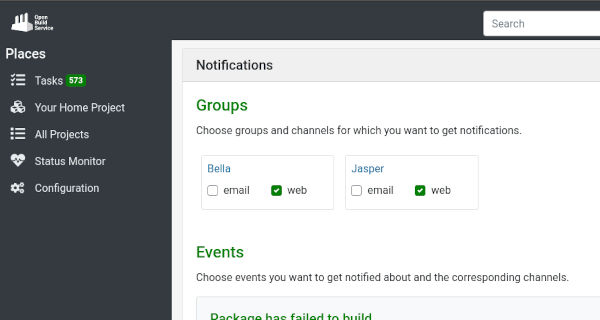 Open
Build
Service
Search
Places
Tasks 573
Your Home Project
All Projects
Status Monitor
Configuration
Notifications
Groups
Choose groups and channels for which you want to get notifications.
Bella
email web
Jasper
email web
Events
Choose events you want to get notified about and the corresponding channels.
Package has failed to build